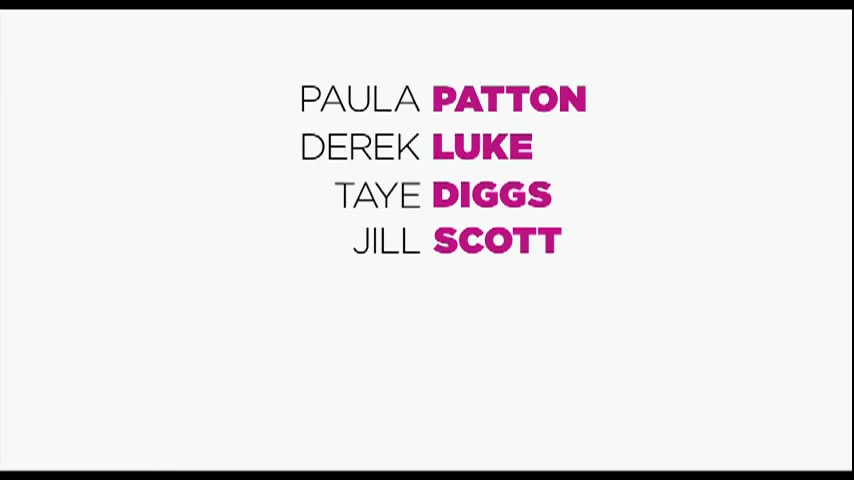 PAULA PATTON
DEREK LUKE
TAYE DIGGS
JILL SCOTT